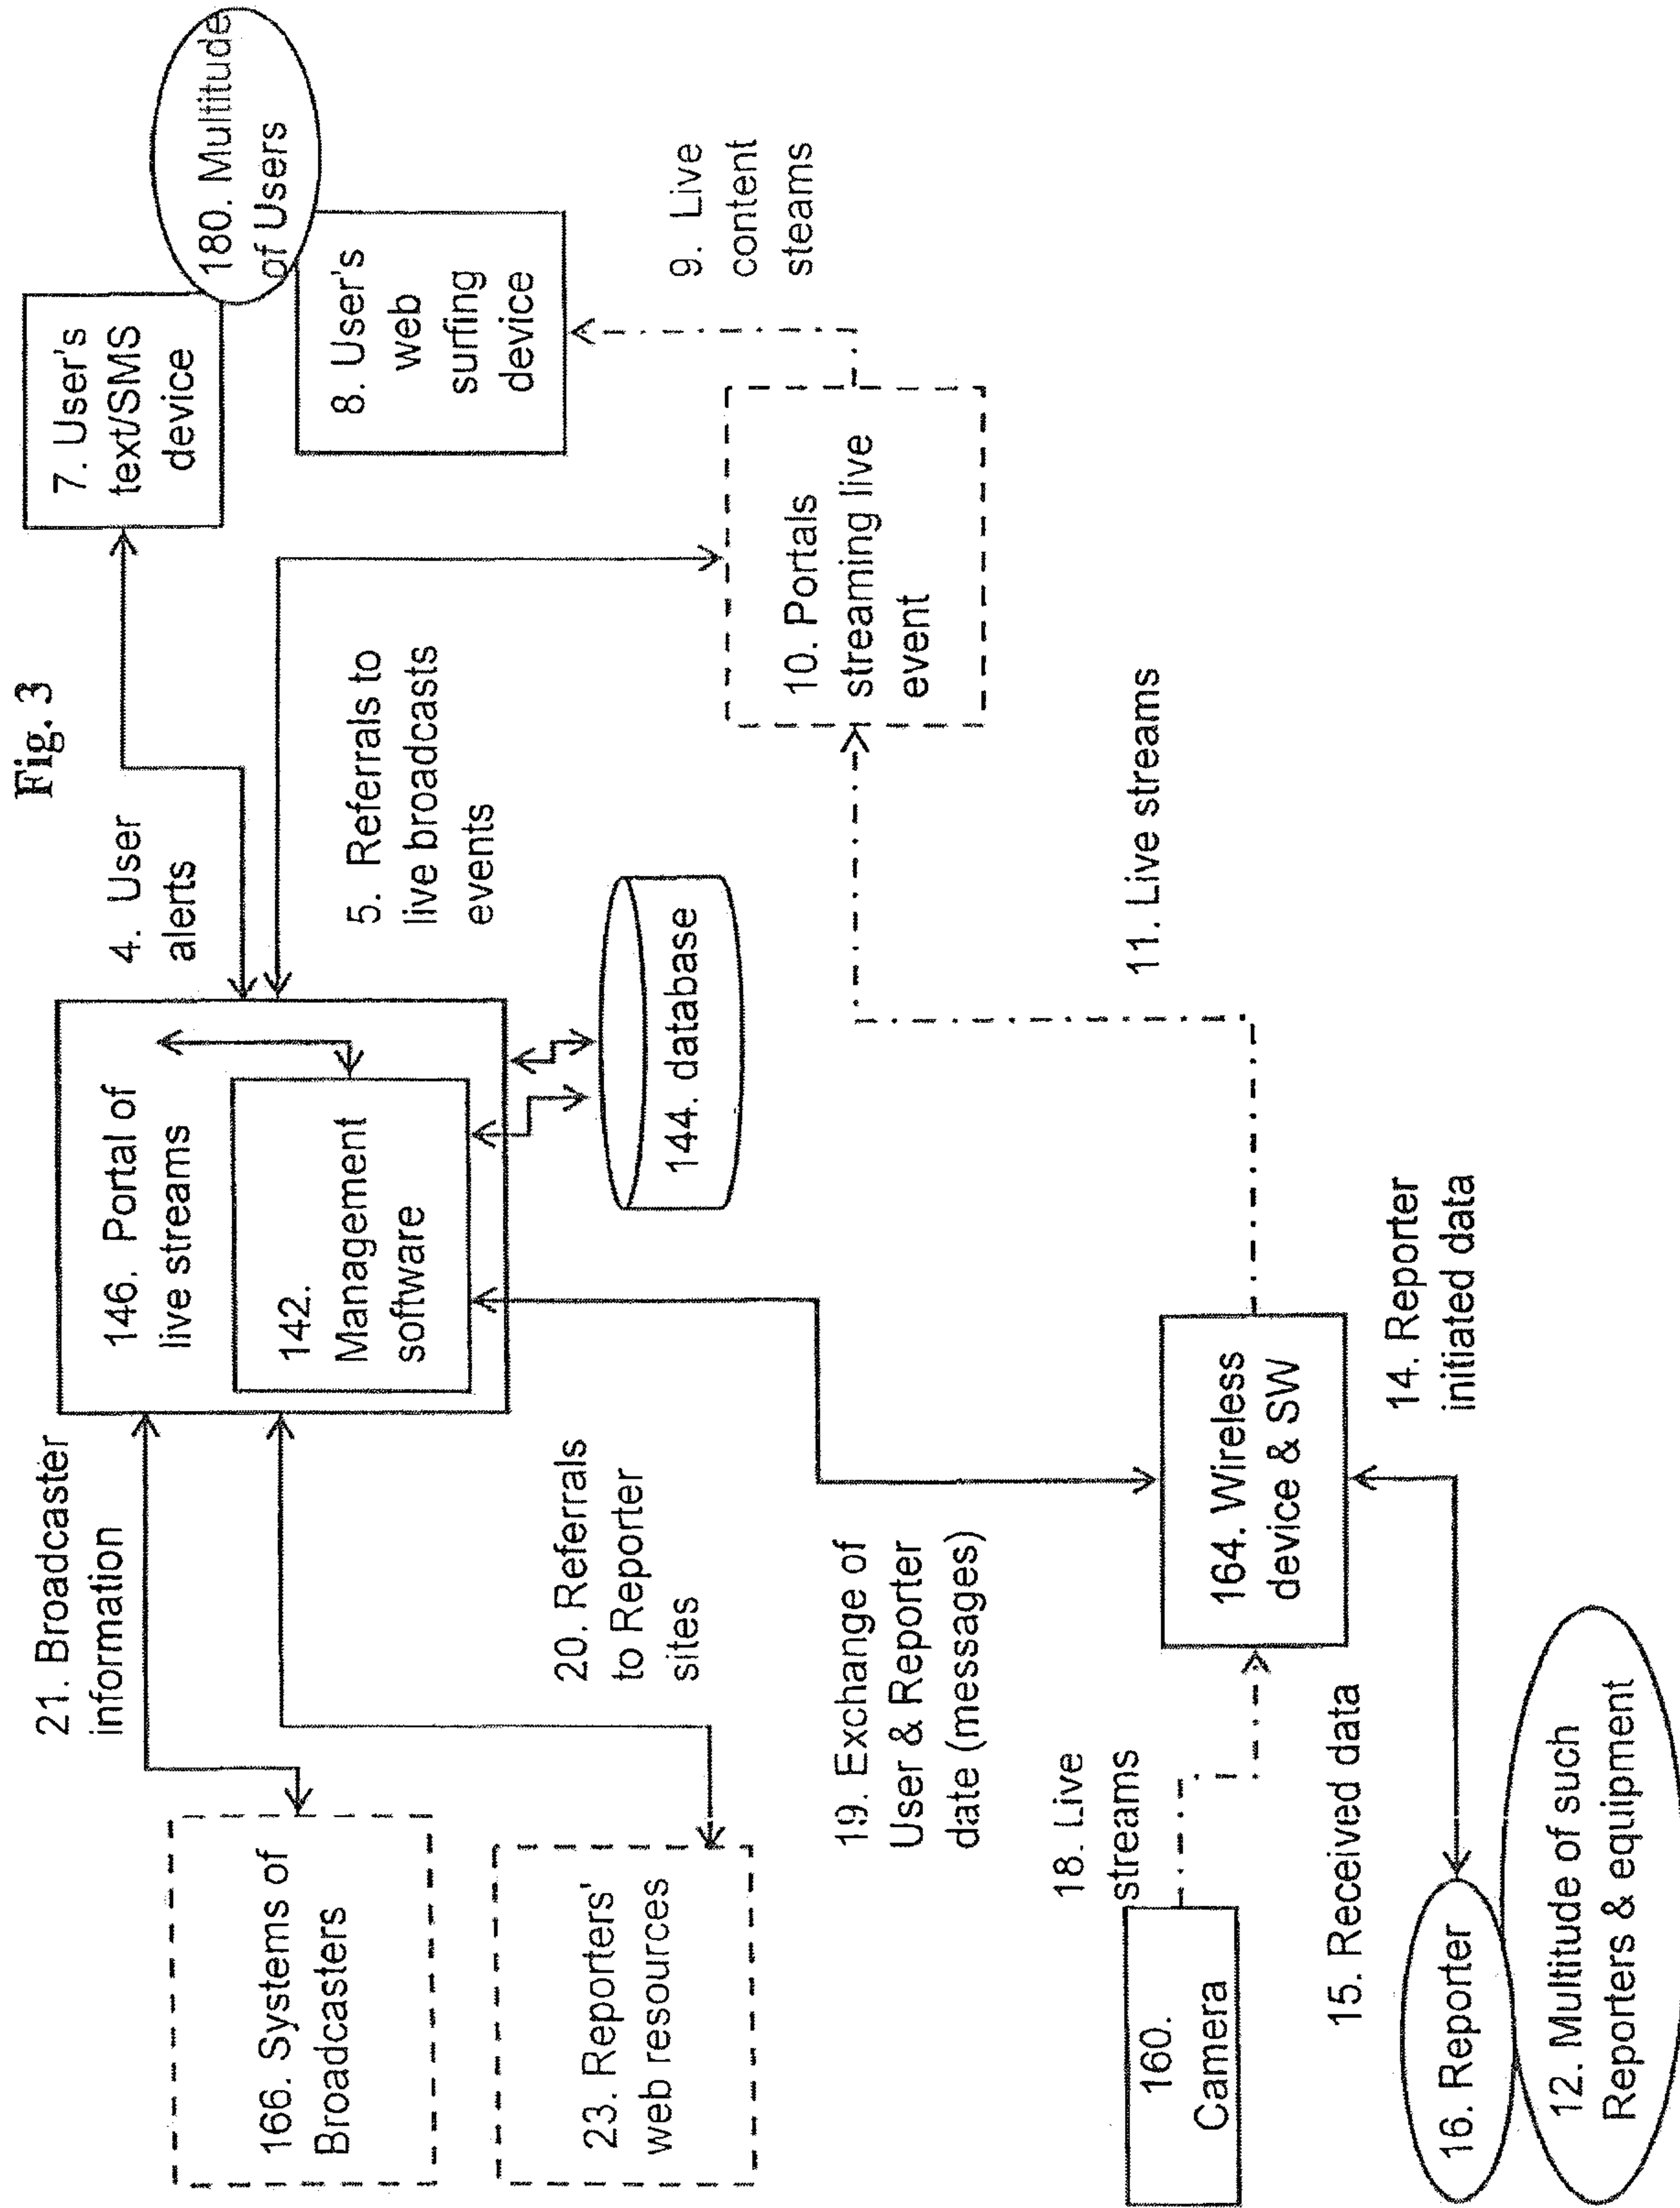 Fig. 3
21. Broadcaster
information
166. Systems of
Broadcasters
146. Portal of
live streams
142.
Management
software
4. User
alerts
7. User's
text/SMS
device
180. Multitude
of Users
8. User's
web
surfing
device
5. Referrals to
live broadcasts
events
144. database
23. Reporters'
web resources
20. Referrals
to Reporter
sites
9. Live
content
steams
10. Portals
streaming live
event
19. Exchange of
User & Reporter
date (messages)
11. Live streams
18. Live
streams
160.
Camera
164. Wireless
device & SW
15. Received data
14. Reporter
initiated data
16. Reporter
12. Multitude of such
Reporters & equipment